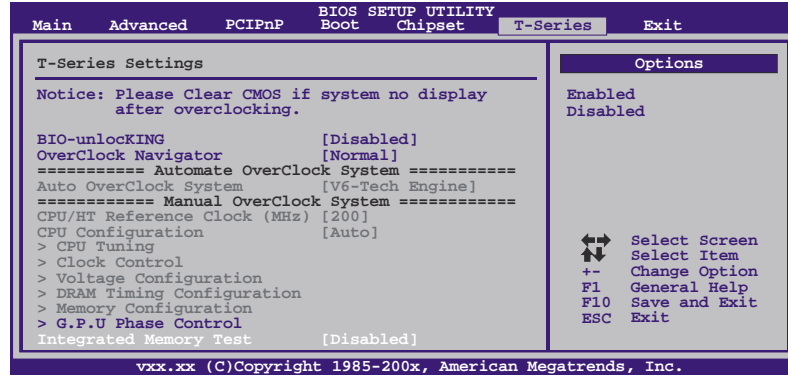 BIOS SETUP UTILITY
Main Advanced PCIPnP Boot Chipset T-Series Exit
T-Series Settings
Notice: Please Clear CMOS if system no display
after overclocking.
BIO-unlocKING [Disabled]
OverClock Navigator [Normal]
=========== Automate OverClock System ===========
Auto OverClock System [V6-Tech Engine]
============ Manual OverClock System ============
CPU/HT Reference Clock (MHz) [200]
CPU Configuration [Auto]
> CPU Tuning
> Clock Control
> Voltage Configuration
> DRAM Timing Configuration
> Memory Configuration
> G.P.U Phase Control
Integrated Memory Test [Disabled]
Options
Enabled
Disabled
Select Screen
Select Item
+- Change Option
F1 General Help
F10 Save and Exit
ESC Exit
vxx.xx (C)Copyright 1985-200x, American Megatrends, Inc.